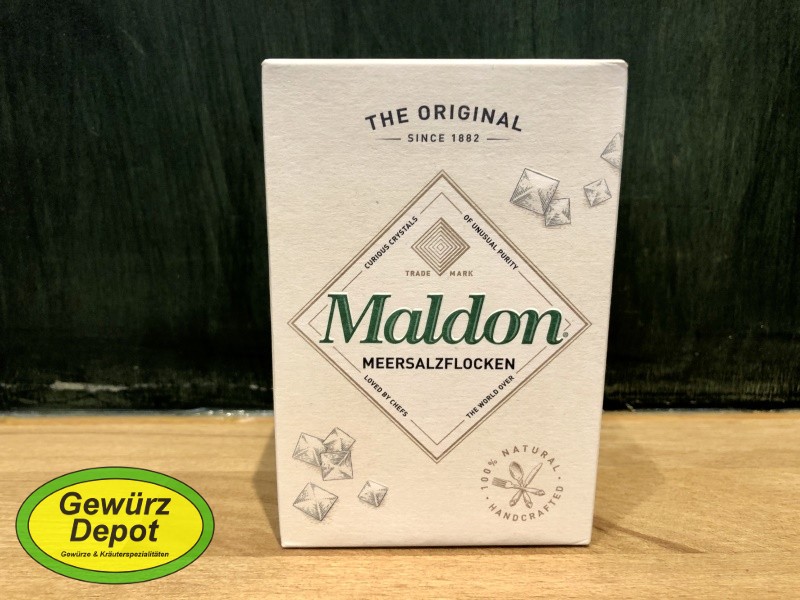 THE ORIGINAL
SINCE 1882
CURIOUS CRYSTALS
OF UNUSUAL PURITY
TRADE MARK
Maldon
MEERSALZFLOCKEN
LOVED BY CHEFS
THE WORLD OVER
100% NATURAL
HANDCRAFTED
Gewürz
Depot
Gewürze & Kräuterspezialitäten